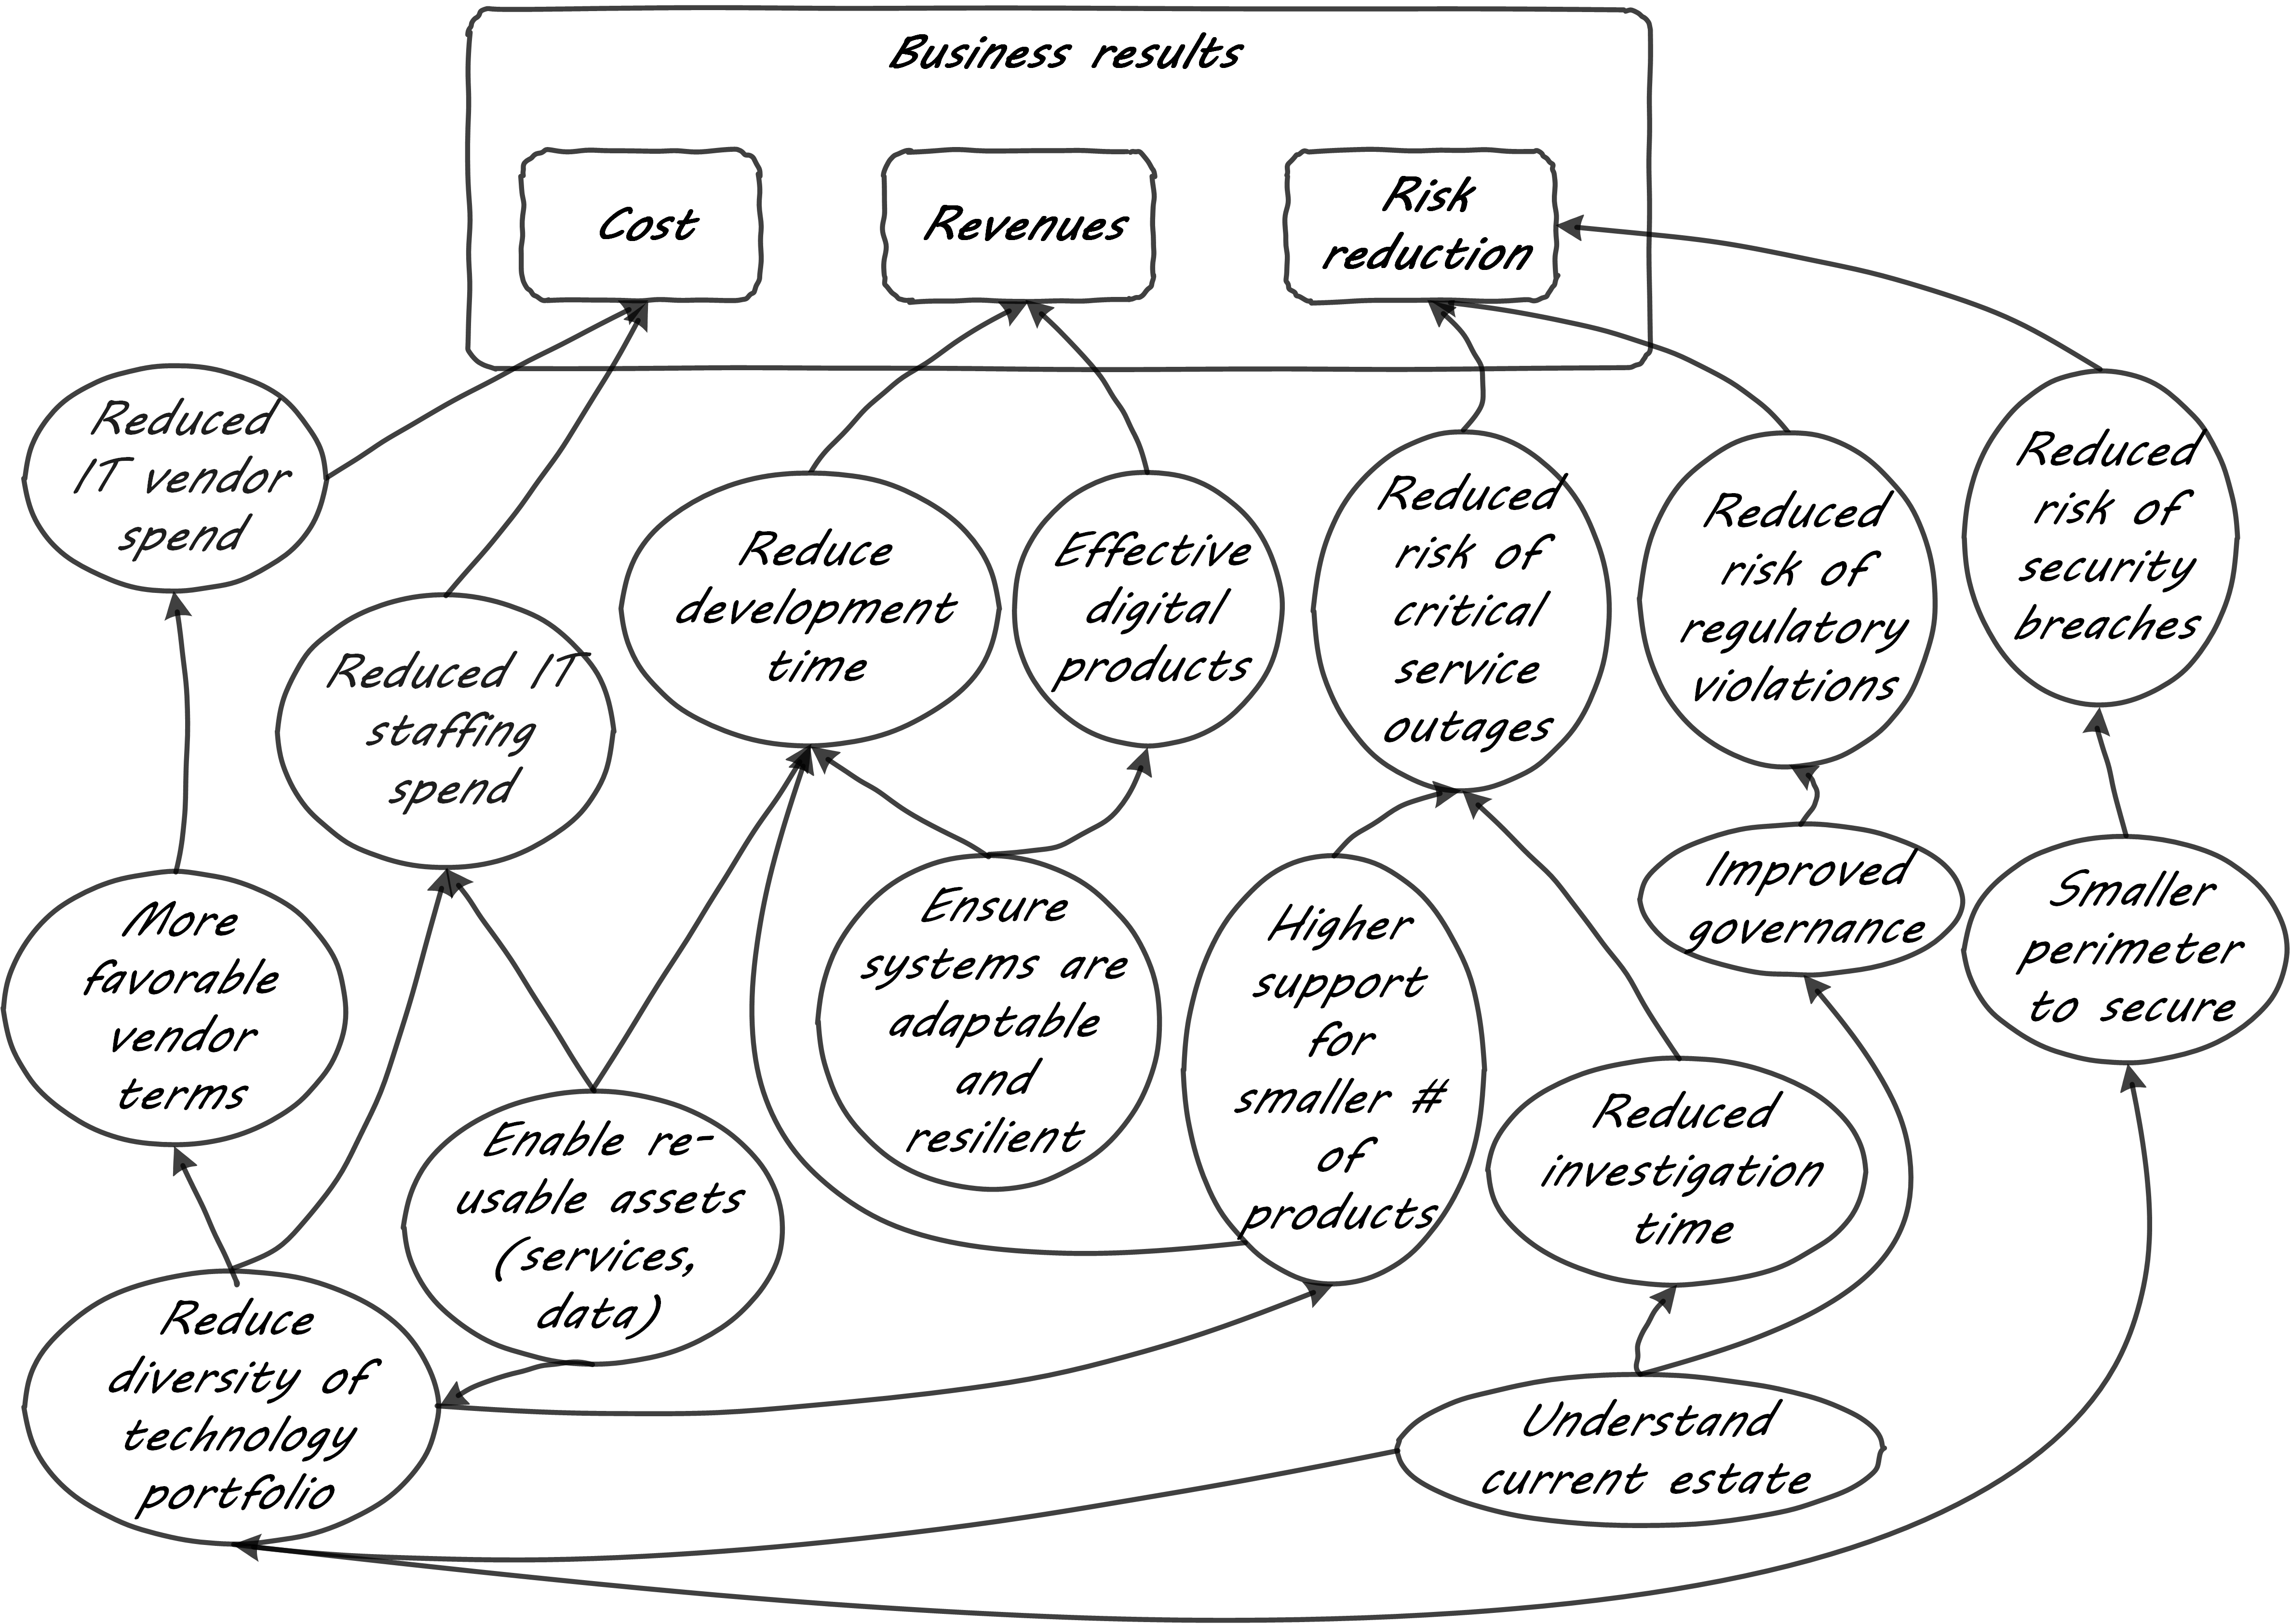 Business results
Cost
Revenues
Risk
reduction
Reduced
IT vendor
spend
Reduced IT
staffing
spend
Reduce
development
time
Effective
digital
products
Reduced
risk of
critical
service
outages
Reduced
risk of
regulatory
violations
Reduced
risk of
security
breaches
More
favorable
vendor
terms
Enable re-
usable assets
(services,
data)
Ensure
systems are
adaptable
and
resilient
Higher
support
for
smaller #
of
products
Reduced
investigation
time
Improved
governance
Smaller
perimeter
to secure
Reduce
diversity of
technology
portfolio
Understand
current estate